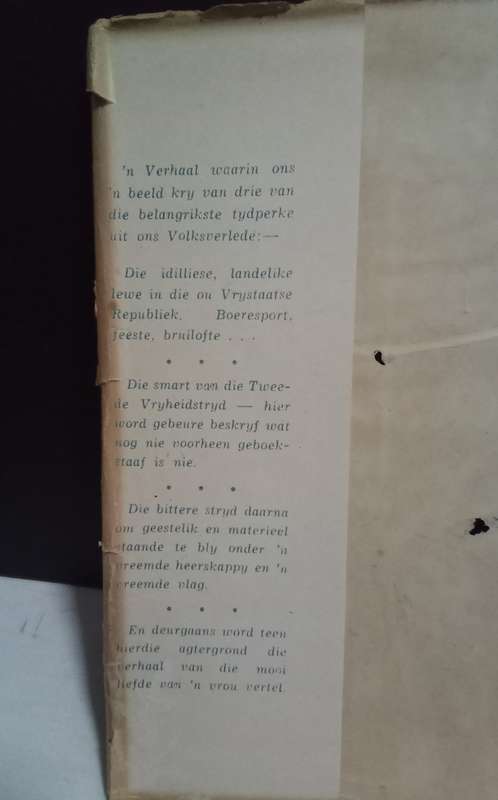 'n Verhaal waarin ons
'n beeld kry van drie van
die belangrikste tydperke
uit ons Volksverlede:—
Die idilliese, landelike
lewe in die ou Vrystaatse
Republiek. Boeresport,
feeste, bruilofte . . .
* * *
Die smart van die Twee-
de Vryheidstryd — hier
word gebeure beskryf wat
nog nie voorheen geboek-
staaf is nie.
* * *
Die bittere stryd daarna
om geestelik en materieël
staande te bly onder 'n
vreemde heerskappy en 'n
vreemde vlag.
* * *
En deurgaans word teen
hierdie agtergrond die
verhaal van die mooi
liefde van 'n vrou vertel.